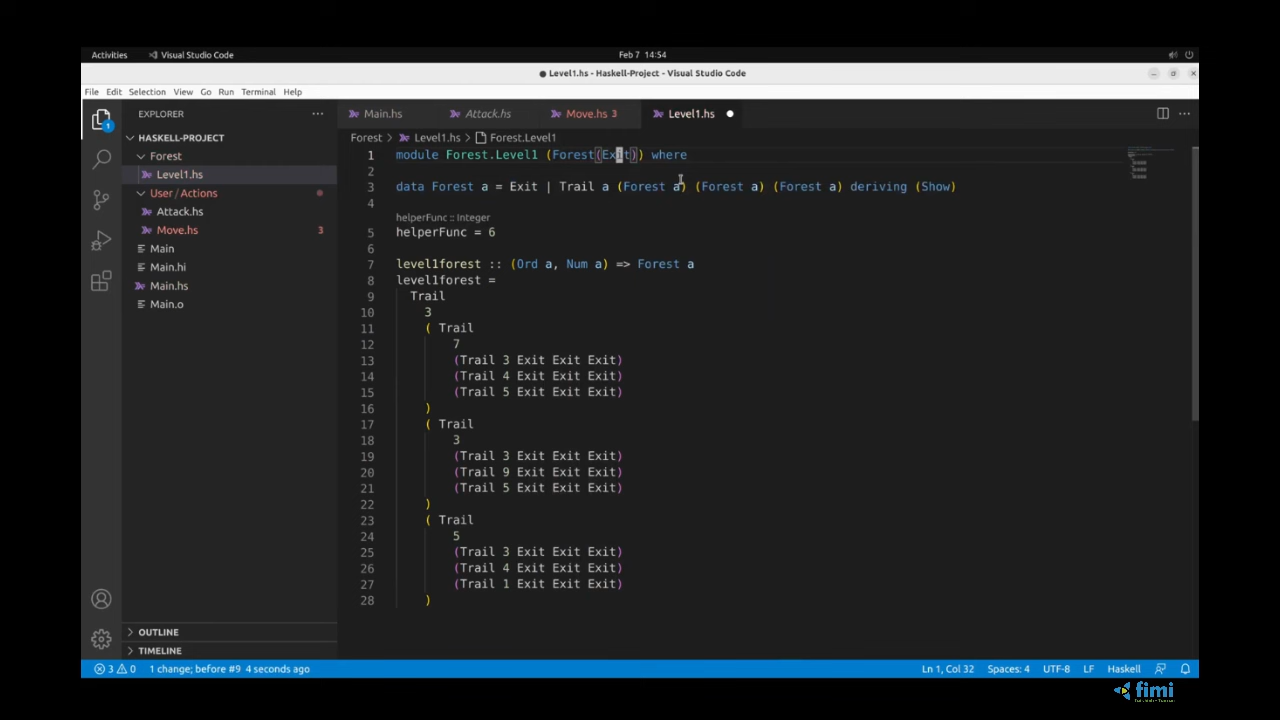 Activities Visual Studio Code Feb 7 14:54
● Level1.hs - Haskell-Project - Visual Studio Code
File Edit Selection View Go Run Terminal Help
EXPLORER ··· Main.hs Attack.hs Move.hs 3 Level1.hs
HASKELL-PROJECT Forest > Level1.hs > Forest.Level1
Forest
Level1.hs
User / Actions
Attack.hs
Move.hs 3
Main
Main.hi
Main.hs
Main.o
1 module Forest.Level1 (Forest(Exit)) where
2
3 data Forest a = Exit | Trail a (Forest a) (Forest a) (Forest a) deriving (Show)
4
helperFunc :: Integer
5 helperFunc = 6
6
7 level1forest :: (Ord a, Num a) => Forest a
8 level1forest =
9 Trail
10 3
11 ( Trail
12 7
13 (Trail 3 Exit Exit Exit)
14 (Trail 4 Exit Exit Exit)
15 (Trail 5 Exit Exit Exit)
16 )
17 ( Trail
18 3
19 (Trail 3 Exit Exit Exit)
20 (Trail 9 Exit Exit Exit)
21 (Trail 5 Exit Exit Exit)
22 )
23 ( Trail
24 5
25 (Trail 3 Exit Exit Exit)
26 (Trail 4 Exit Exit Exit)
27 (Trail 1 Exit Exit Exit)
28 )
OUTLINE
TIMELINE
3 0 1 change; before #9 4 seconds ago Ln 1, Col 32 Spaces: 4 UTF-8 LF Haskell
fimi